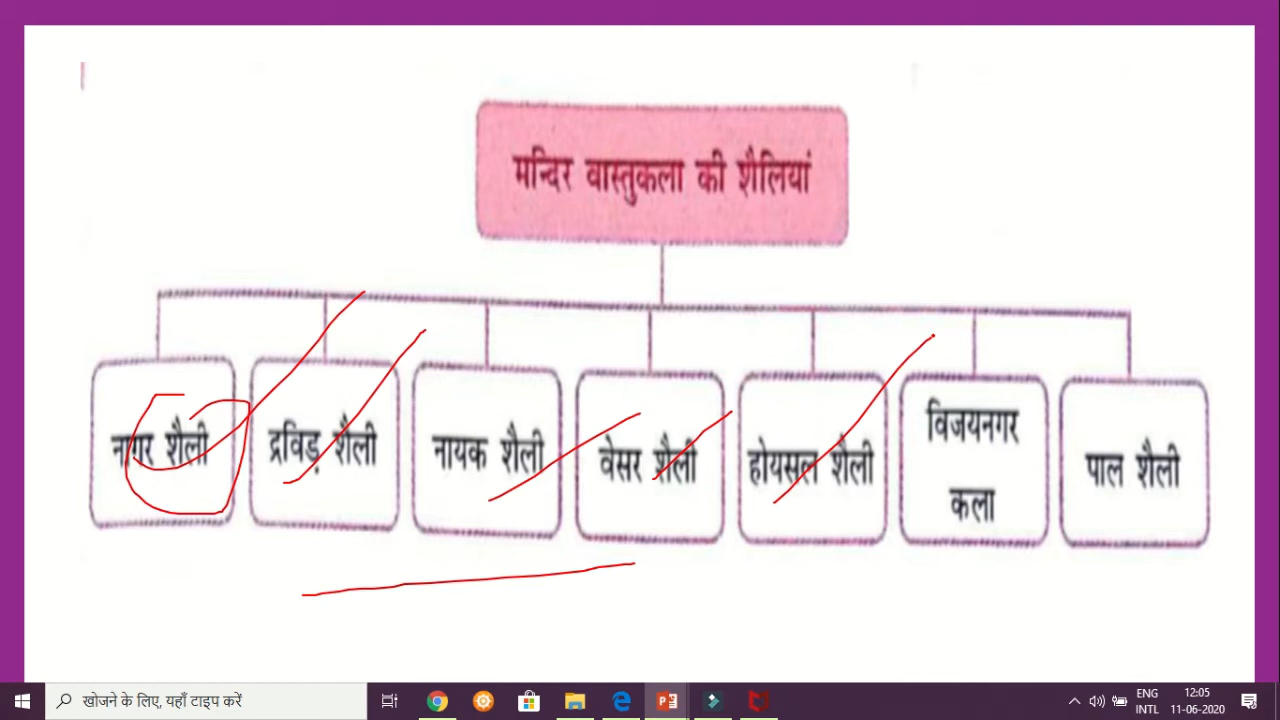 मन्दिर वास्तुकला की शैलियां
नागर शैली
द्रविड़ शैली
नायक शैली
वेसर शैली
होयसल शैली
विजयनगर
कला
पाल शैली
खोजने के लिए, यहाँ टाइप करें
ENG
INTL
12:05
11-06-2020